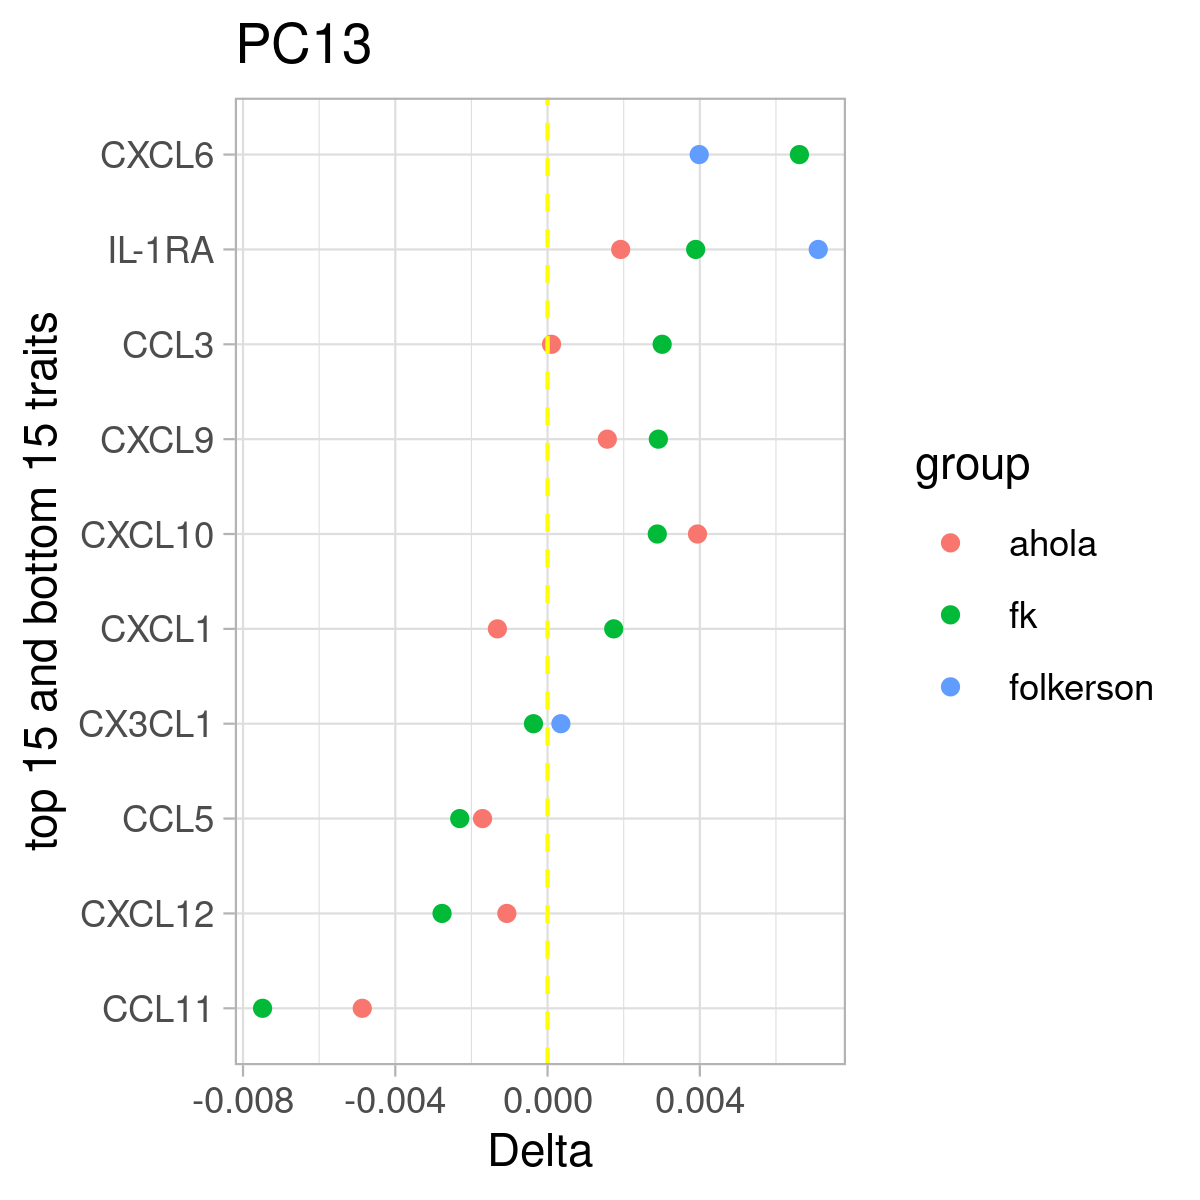 PC13
CXCL6
IL-1RA
CCL3
CXCL9
CXCL10
CXCL1
CX3CL1
CCL5
CXCL12
CCL11
top 15 and bottom 15 traits
-0.008 -0.004 0.000 0.004
Delta
group
ahola
fk
folkerson